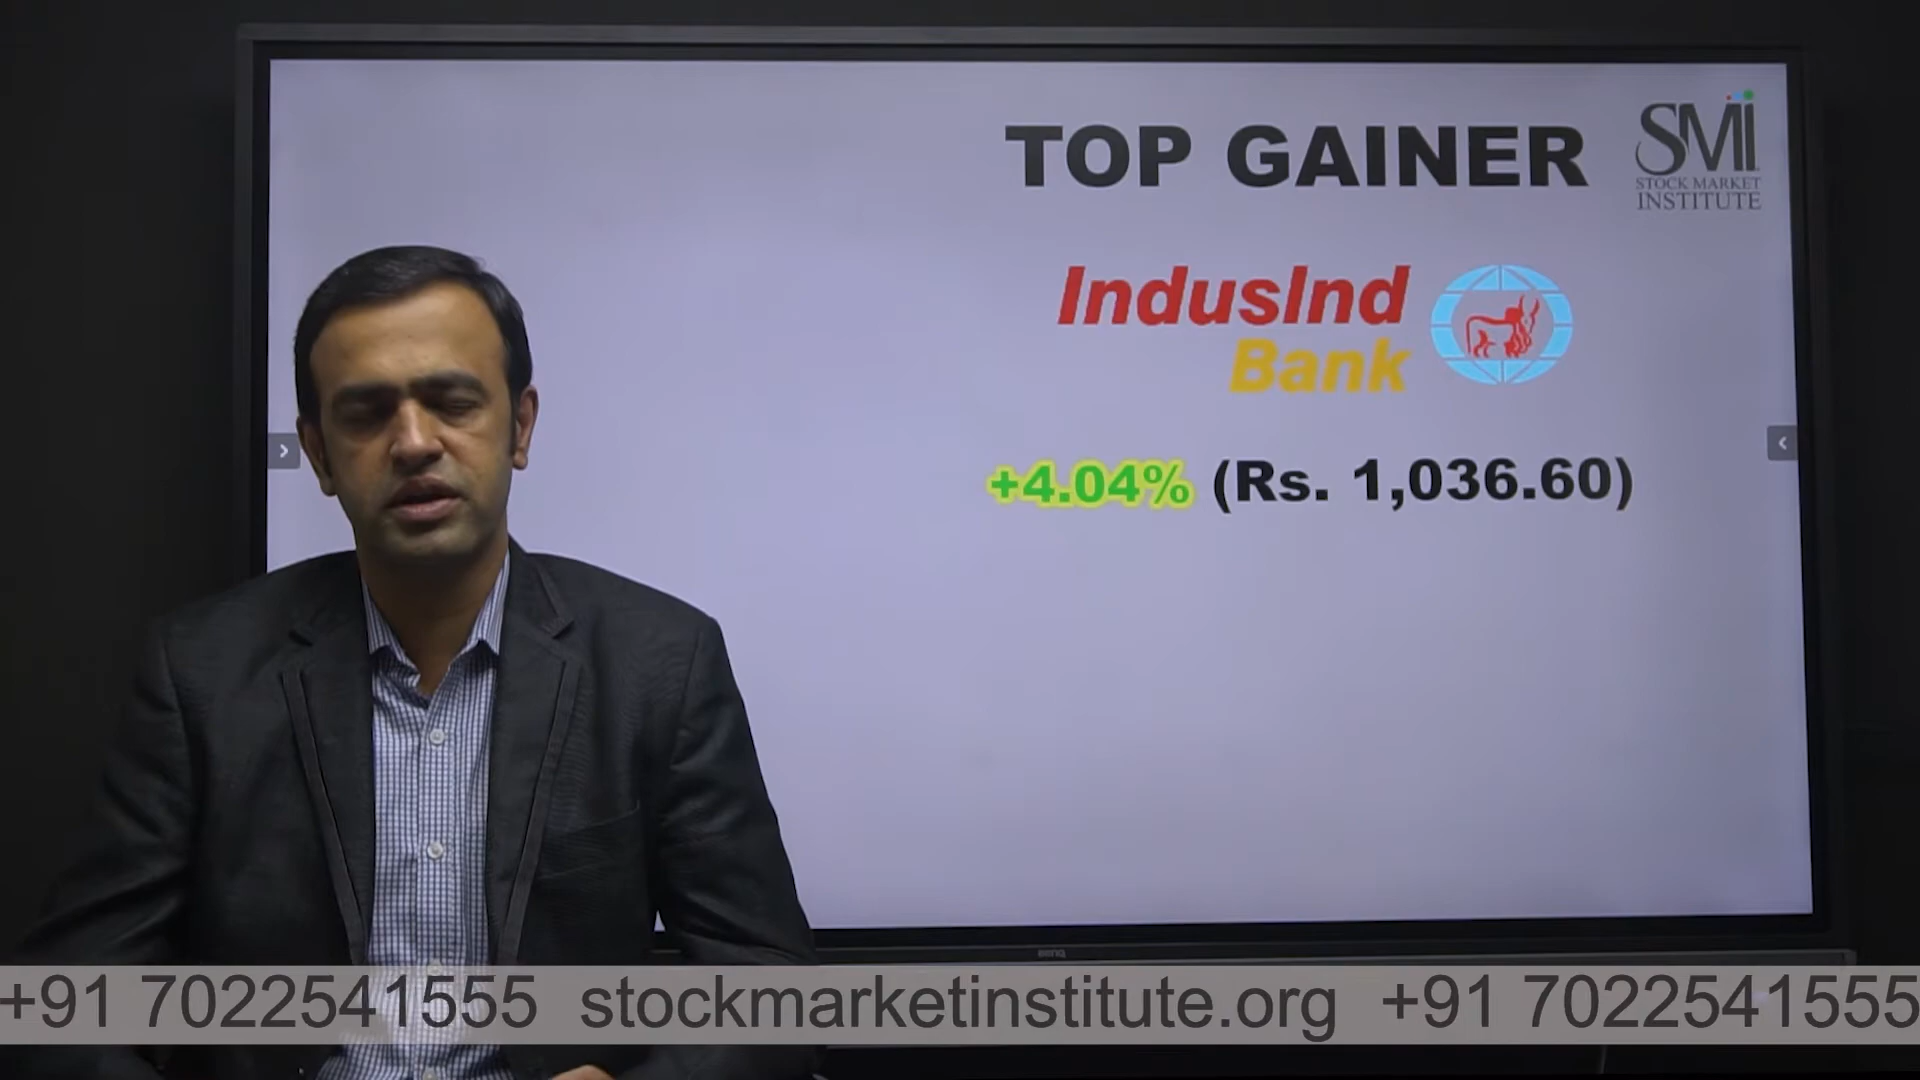 TOP GAINER
SMI
STOCK MARKET
INSTITUTE
IndusInd
Bank
+4.04% (Rs. 1,036.60)
BenQ
+91 7022541555 stockmarketinstitute.org +91 7022541555